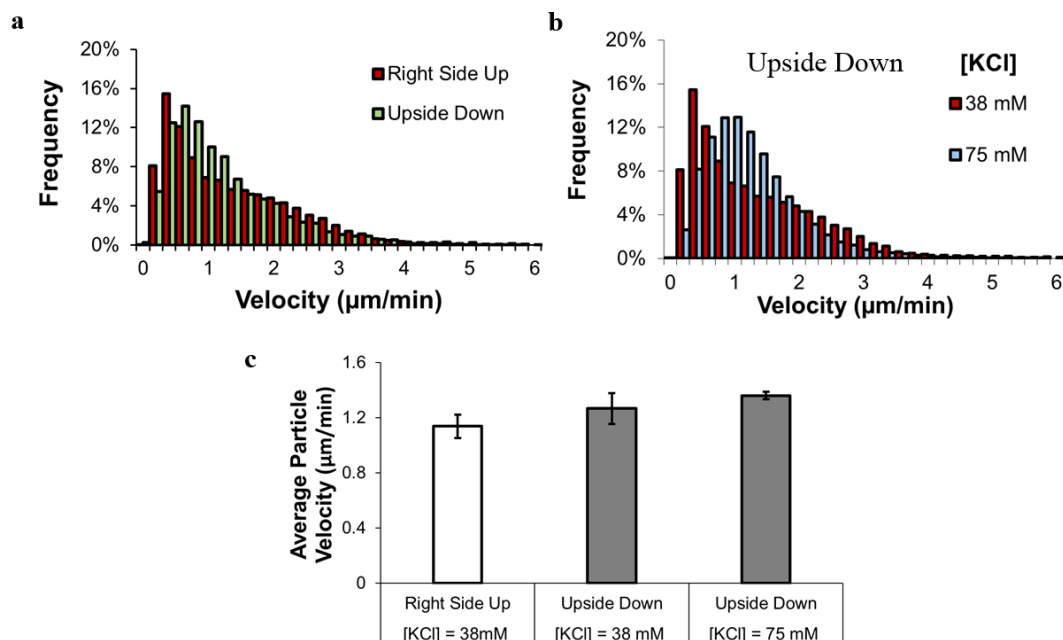 a
20%
16%
12%
8%
4%
0%
Frequency
Right Side Up
Upside Down
0 1 2 3 4 5 6
Velocity (µm/min)
b
20%
16%
12%
8%
4%
0%
Frequency
Upside Down
[KCl]
38 mM
75 mM
0 1 2 3 4 5 6
Velocity (µm/min)
c
1.6
1.2
0.8
0.4
0
Average Particle
Velocity (µm/min)
Right Side Up Upside Down Upside Down
[KCl] = 38mM [KCl] = 38 mM [KCl] = 75 mM